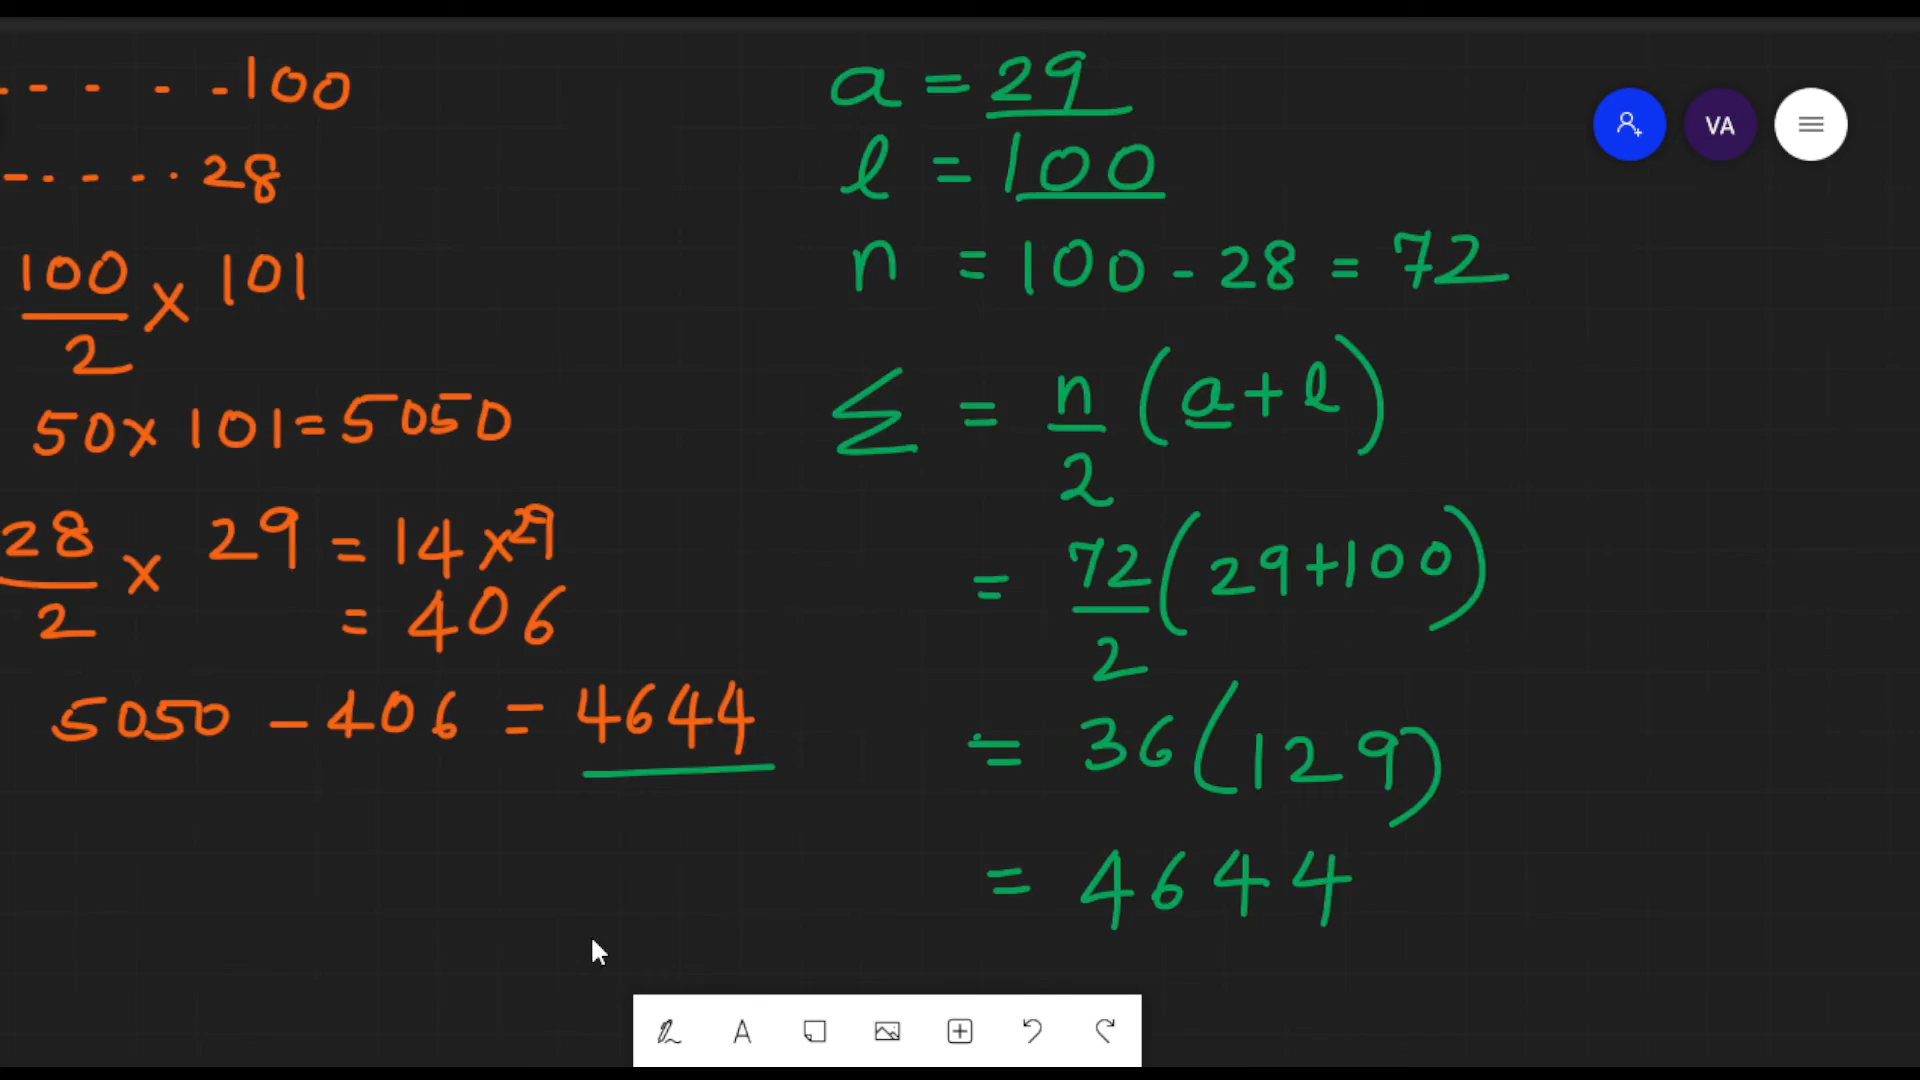 - - - - - -100
- - - - - 28
100/2 × 101
50 × 101 = 5050
28/2 × 29 = 14 × 29
= 406
5050 - 406 = 4644
a = 29
l = 100
n = 100 - 28 = 72
Σ = n/2 (a + l)
= 72/2 (29+100)
= 36 (129)
= 4644
VA
A